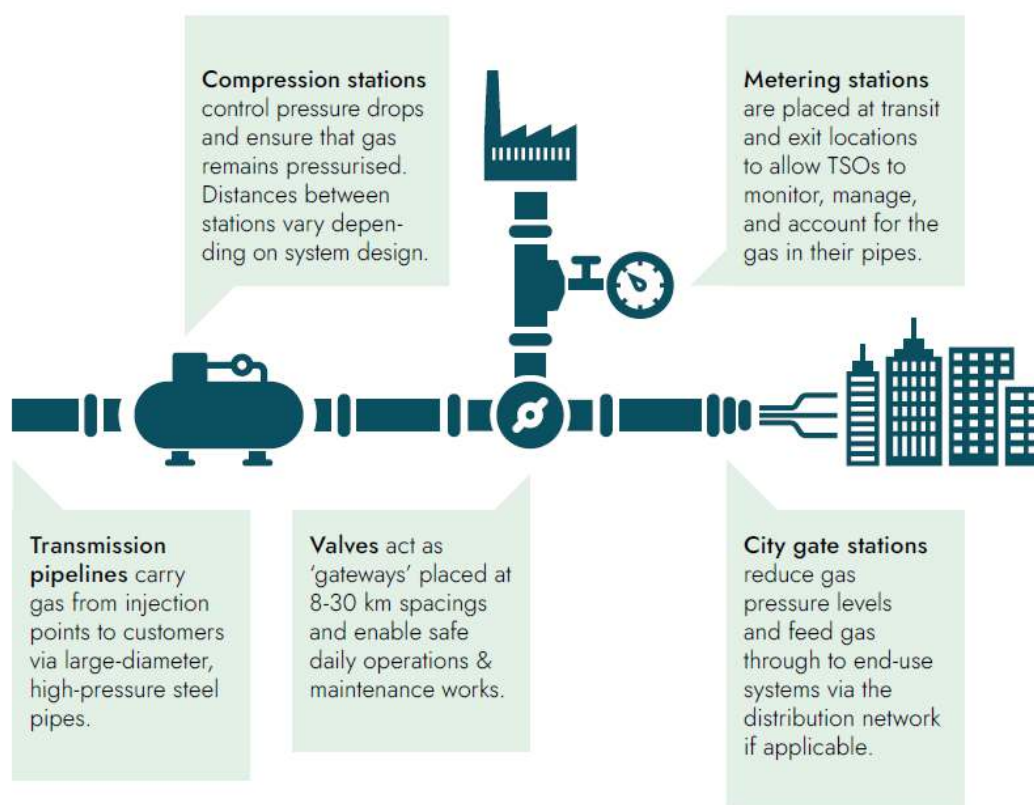 Compression stations
control pressure drops
and ensure that gas
remains pressurised.
Distances between
stations vary depen-
ding on system design.
Metering stations
are placed at transit
and exit locations
to allow TSOs to
monitor, manage,
and account for the
gas in their pipes.
Transmission
pipelines carry
gas from injection
points to customers
via large-diameter,
high-pressure steel
pipes.
Valves act as
‘gateways’ placed at
8-30 km spacings
and enable safe
daily operations &
maintenance works.
City gate stations
reduce gas
pressure levels
and feed gas
through to end-use
systems via the
distribution network
if applicable.